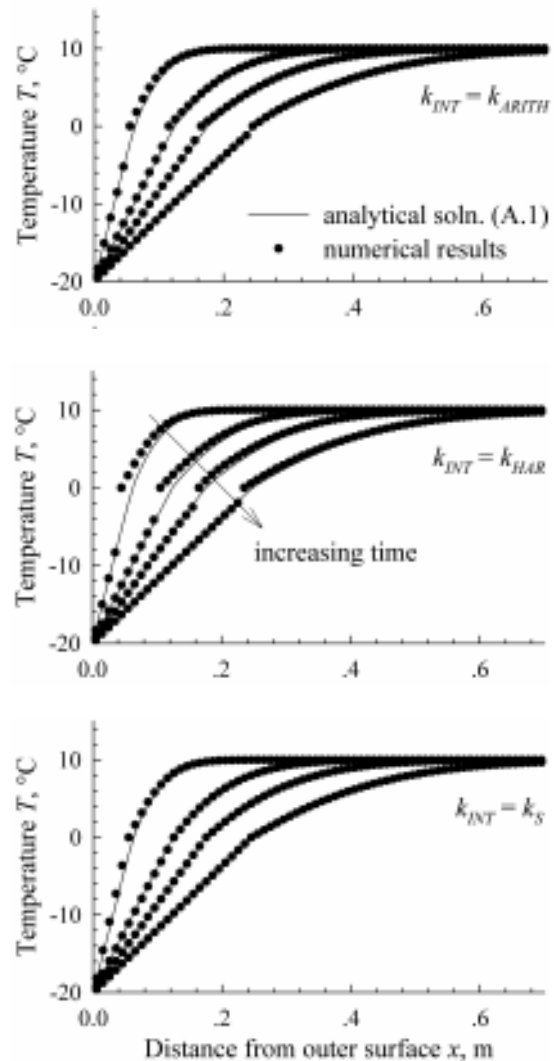 Temperature T, °C
10
0
-10
-20
k_INT = k_ARITH
analytical soln. (A.1)
numerical results
0.0 .2 .4 .6
Temperature T, °C
10
0
-10
-20
k_INT = k_HAR
increasing time
0.0 .2 .4 .6
Temperature T, °C
10
0
-10
-20
k_INT = k_S
0.0 .2 .4 .6
Distance from outer surface x, m